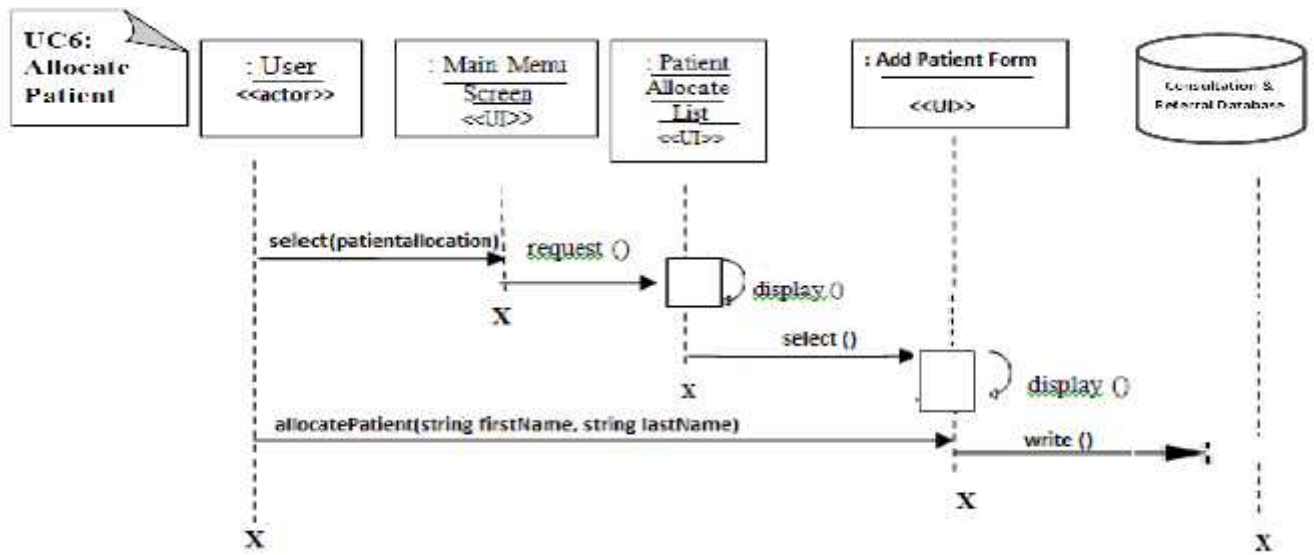 UC6:
Allocate
Patient
: User
<<actor>>
: Main Menu
Screen
<<UI>>
: Patient
Allocate
List
<<UI>>
: Add Patient Form
<<UI>>
Consultation &
Referral Database
select(patientallocation)
request ()
display ()
X
select ()
x
display ()
allocatePatient(string firstName, string lastName)
write ()
X
X
X